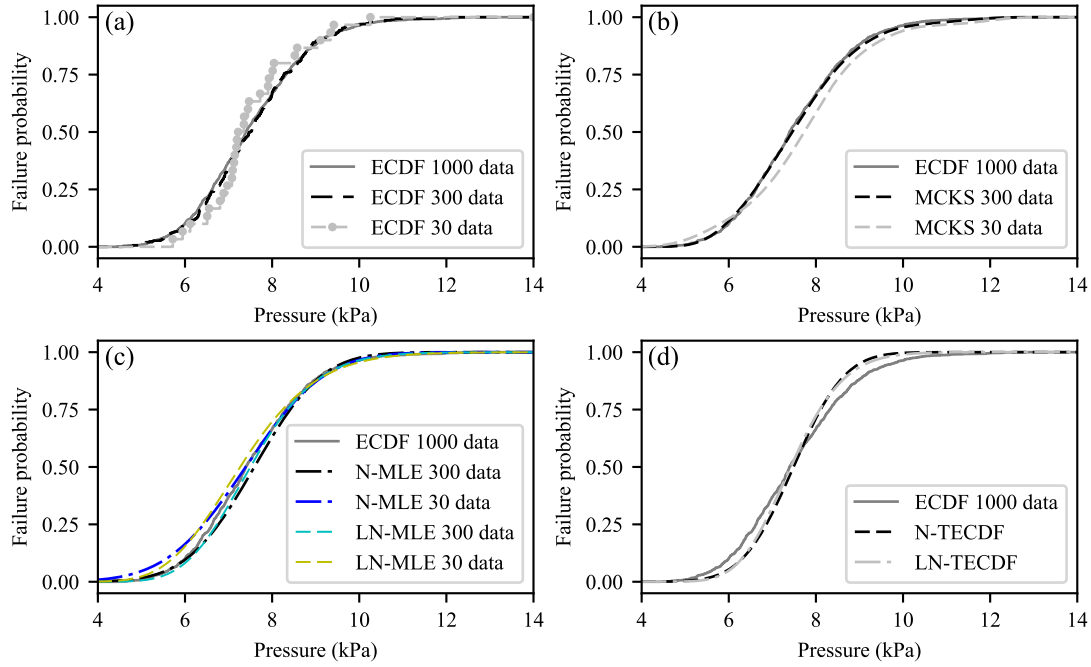 (a)
Failure probability
1.00
0.75
0.50
0.25
0.00
ECDF 1000 data
ECDF 300 data
ECDF 30 data
4 6 8 10 12 14
Pressure (kPa)
(b)
Failure probability
1.00
0.75
0.50
0.25
0.00
ECDF 1000 data
MCKS 300 data
MCKS 30 data
4 6 8 10 12 14
Pressure (kPa)
(c)
Failure probability
1.00
0.75
0.50
0.25
0.00
ECDF 1000 data
N-MLE 300 data
N-MLE 30 data
LN-MLE 300 data
LN-MLE 30 data
4 6 8 10 12 14
Pressure (kPa)
(d)
Failure probability
1.00
0.75
0.50
0.25
0.00
ECDF 1000 data
N-TECDF
LN-TECDF
4 6 8 10 12 14
Pressure (kPa)